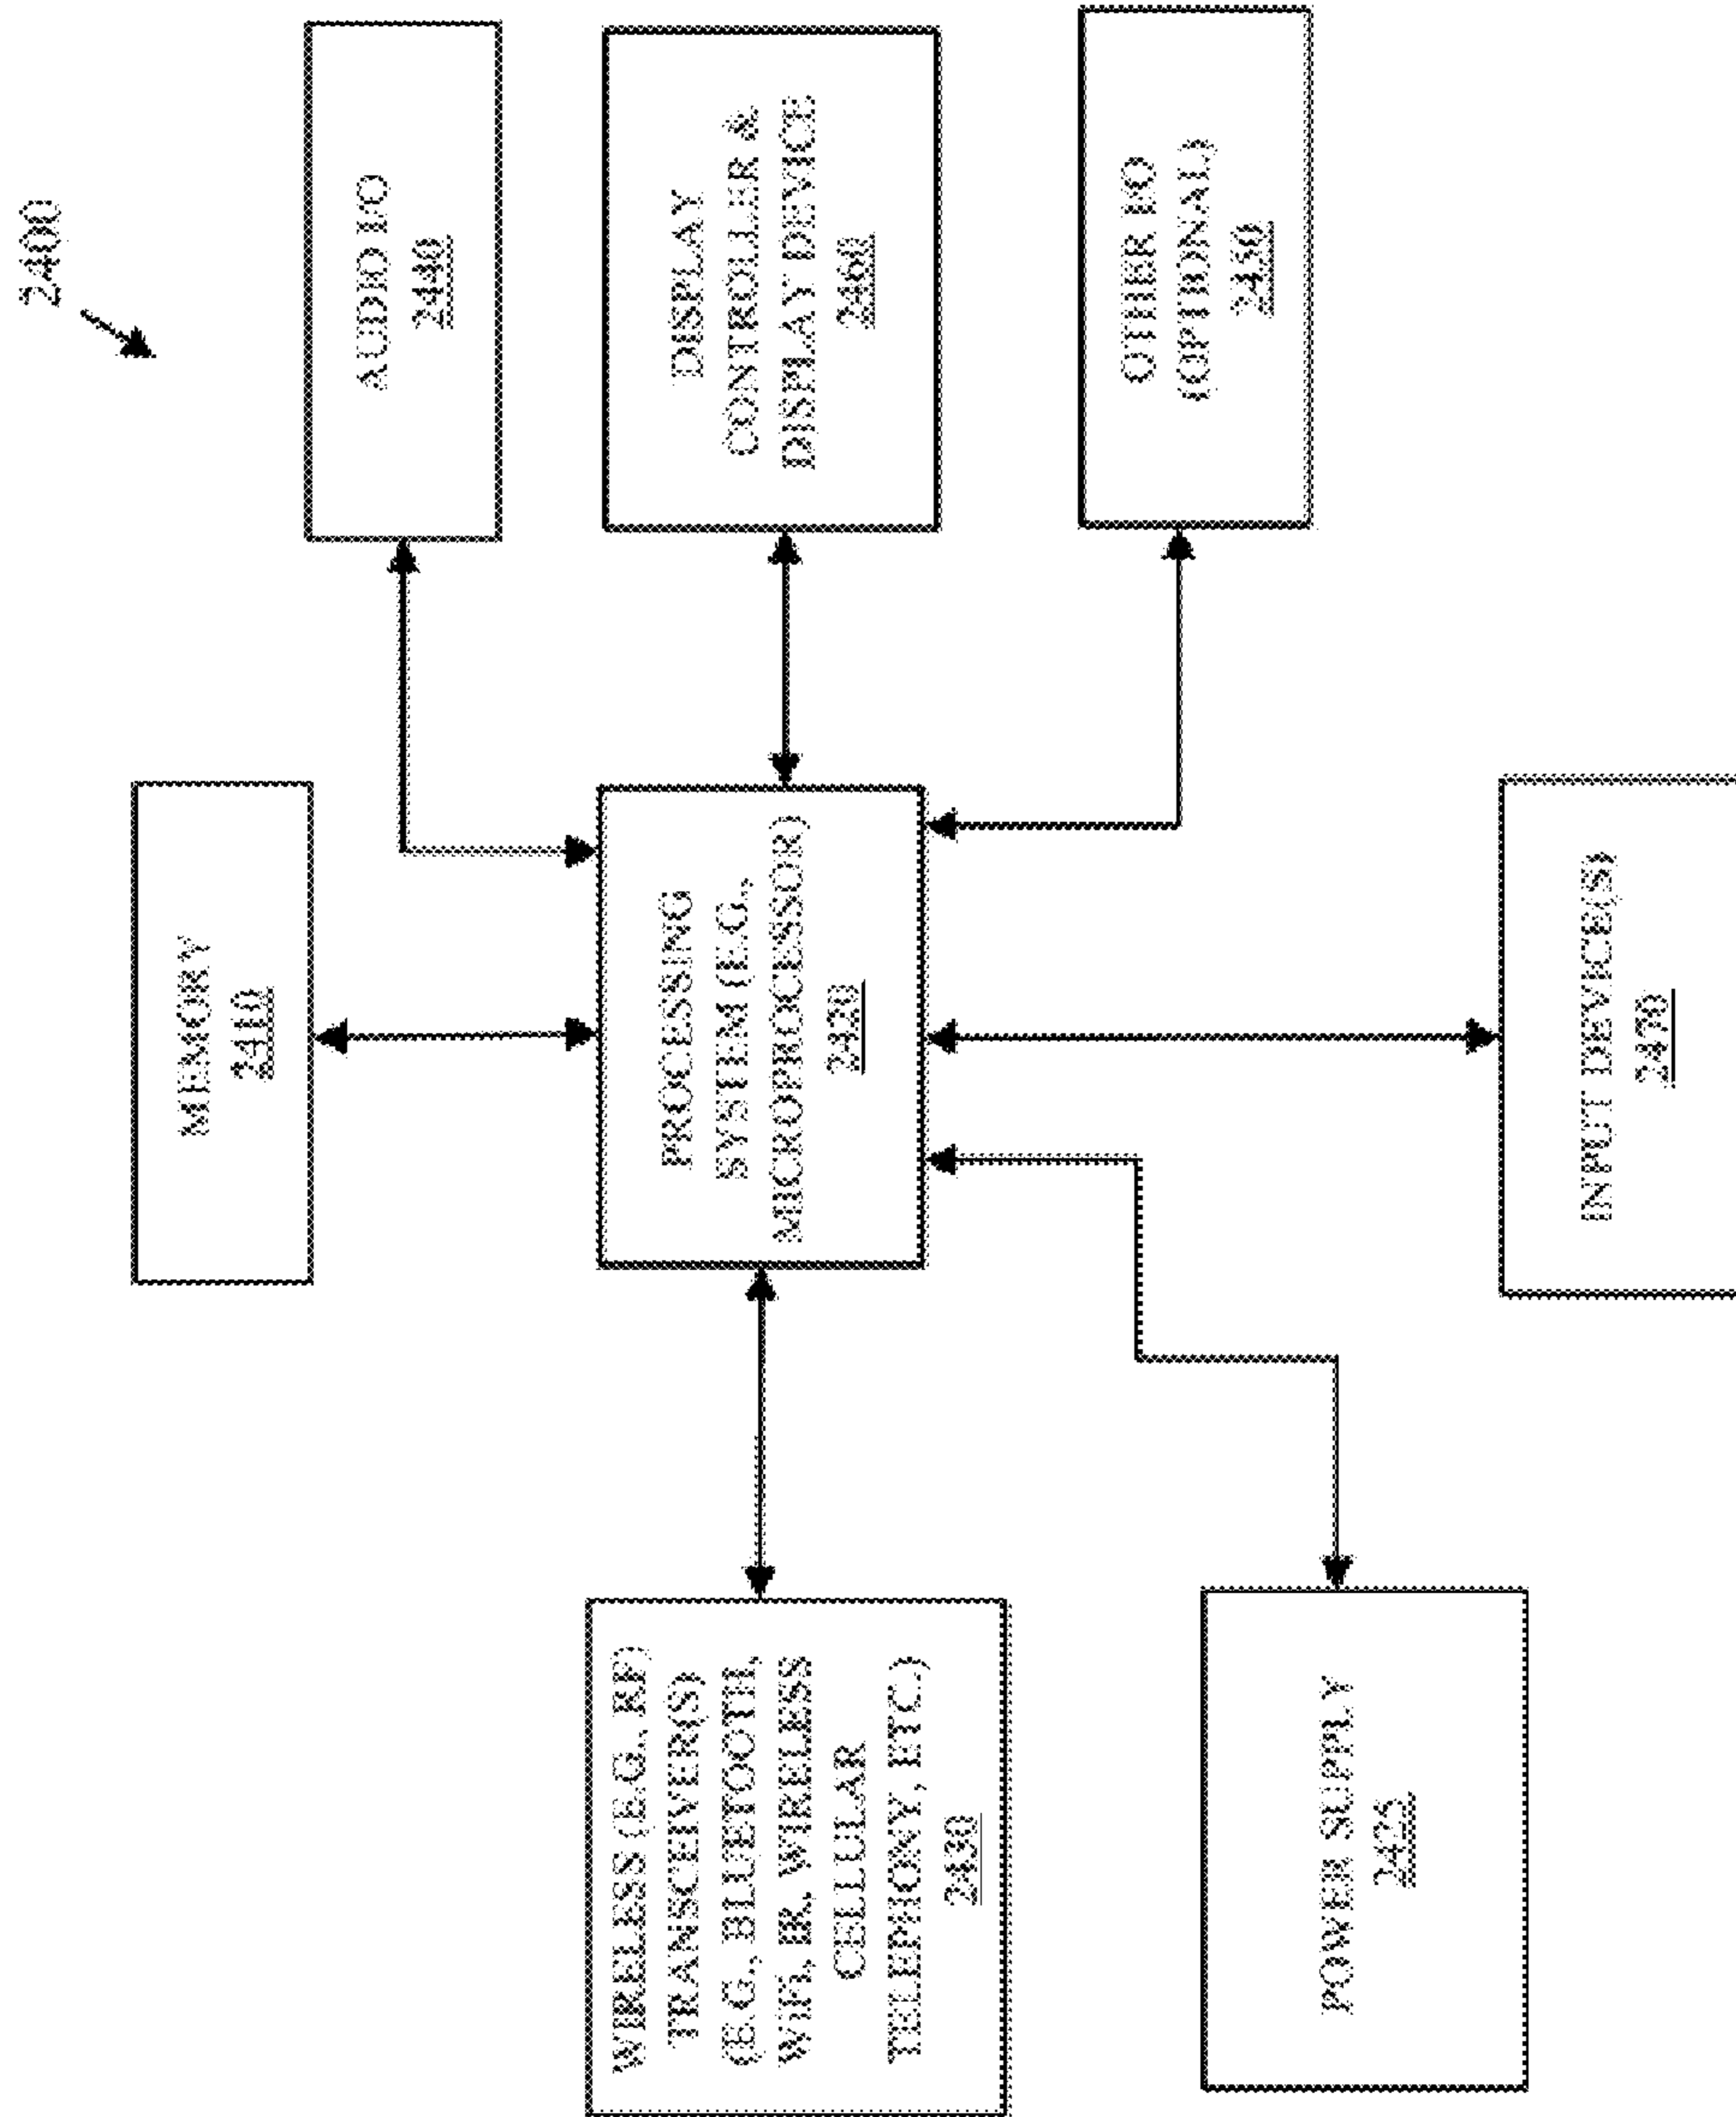 2400
MEMORY
2410
AUDIO I/O
2440
WIRELESS (E.G., RF)
TRANSCEIVER(S)
(E.G., BLUETOOTH,
WiFi, IR, WIRELESS
CELLULAR
TELEPHONY, ETC.)
2430
PROCESSING
SYSTEM (E.G.,
MICROPROCESSOR)
2420
DISPLAY
CONTROLLER &
DISPLAY DEVICE
2460
OTHER I/O
(OPTIONAL)
2450
POWER SUPPLY
2425
INPUT DEVICE(S)
2470